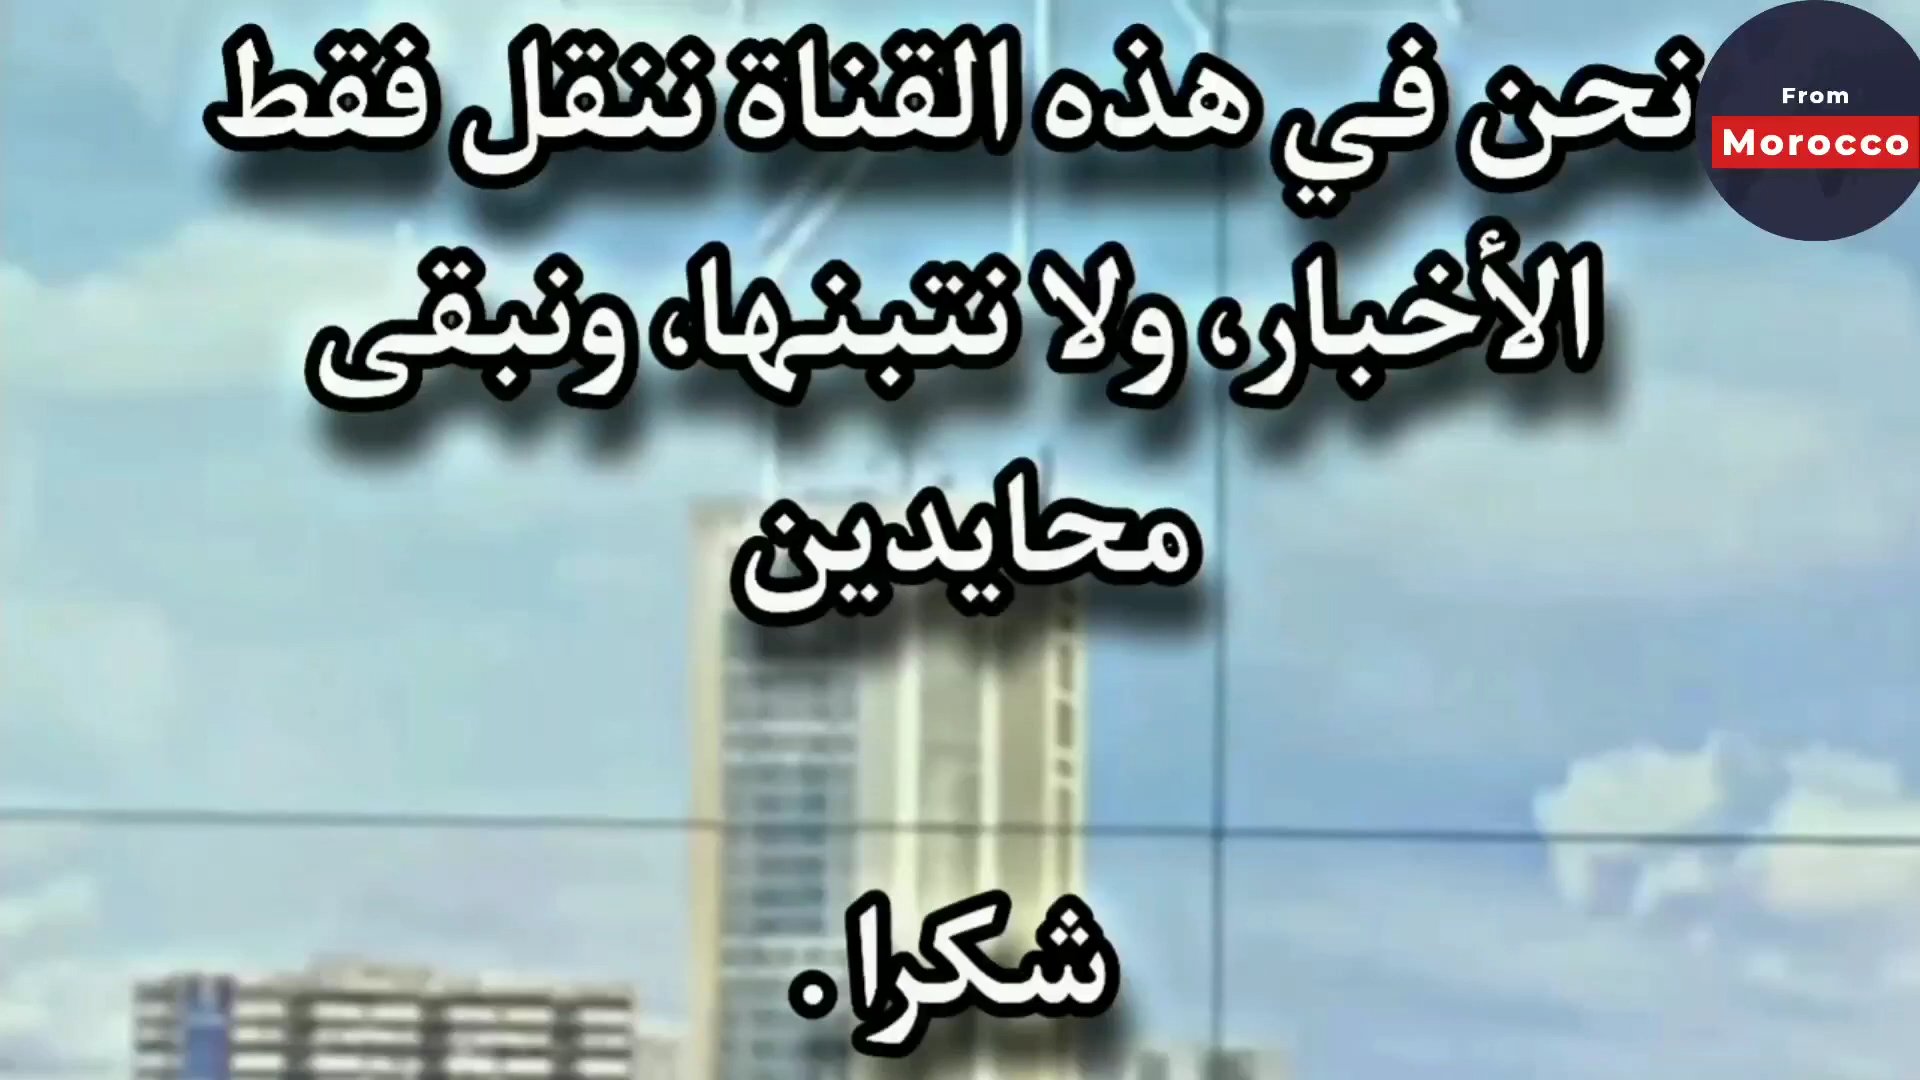 نحن في هذه القناة ننقل فقط
الأخبار، ولا نتبنها، ونبقى
محايدين
شكرا .
From
Morocco